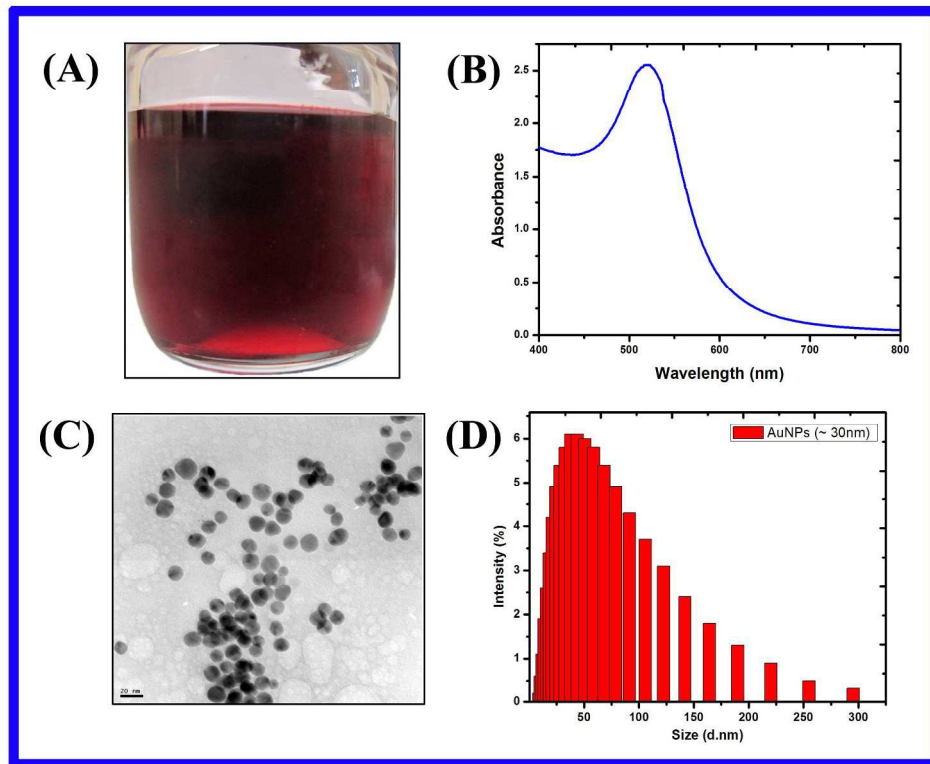 (A)
(B)
Absorbance
2.5
2.0
1.5
1.0
0.5
0.0
400 500 600 700 800
Wavelength (nm)
(C)
20 nm
(D)
AuNPs (~ 30nm)
Intensity (%)
6
5
4
3
2
1
0
50 100 150 200 250 300
Size (d.nm)